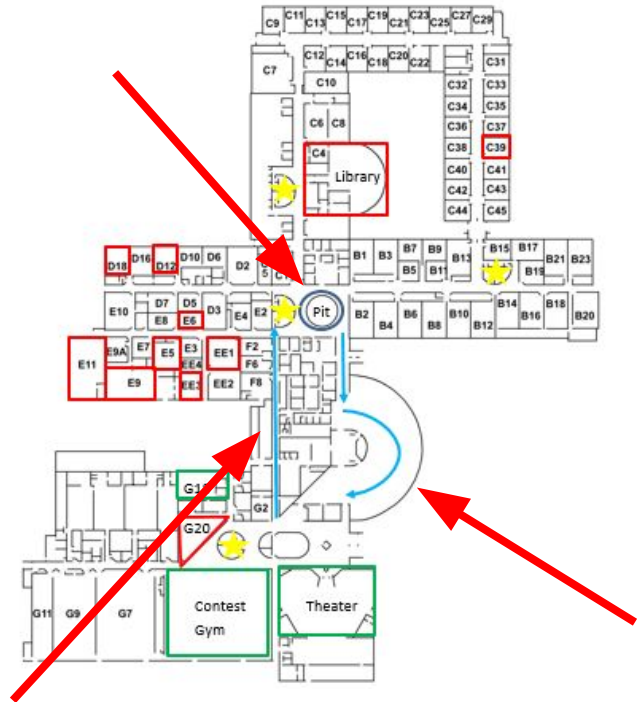 C9 C11 C13 C15 C17 C19 C21 C23 C25 C27 C29
C12 C14 C16 C18 C20 C22 C31
C7 C10 C32 C33
C34 C35
C6 C8 C36 C37
C4 C38 C39
Library C40 C41
C42 C43
C44 C45
D18 D16 D12 D10 D6 D2 B1 B3 B7 B9 B13 B15 B17 B21 B23
B5 B11 B19
E10 D7 D5 D3 E4 E2 Pit B2 B4 B6 B8 B10 B12 B14 B16 B18 B20
E8 E6
E11 E9A E7 E5 E3 EE1 F2
EE4 F6
E9 EE3 EE2 F8
G20 G2
G11 G9 G7 Contest Theater
Gym